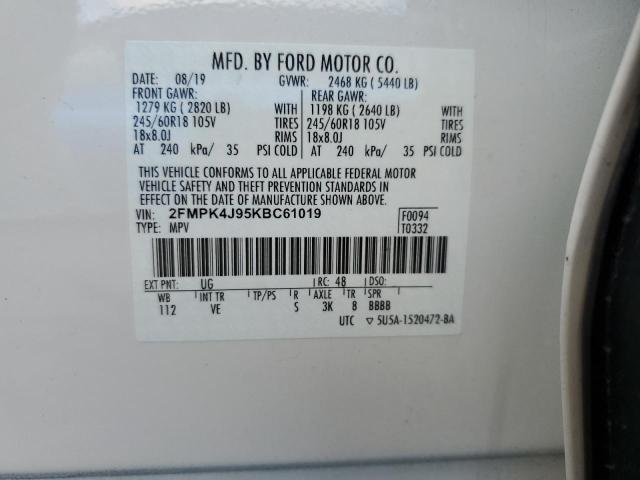 MFD. BY FORD MOTOR CO.
DATE: 08/19 GVWR: 2468 KG ( 5440 LB)
FRONT GAWR: REAR GAWR:
1279 KG ( 2820 LB) WITH 1198 KG ( 2640 LB) WITH
245/60R18 105V TIRES 245/60R18 105V TIRES
18x8.0J RIMS 18x8.0J RIMS
AT 240 kPa/ 35 PSI COLD AT 240 kPa/ 35 PSI COLD
THIS VEHICLE CONFORMS TO ALL APPLICABLE FEDERAL MOTOR
VEHICLE SAFETY AND THEFT PREVENTION STANDARDS IN
EFFECT ON THE DATE OF MANUFACTURE SHOWN ABOVE.
VIN: 2FMPK4J95KBC61019 F0094
TYPE: MPV T0332
EXT PNT: UG RC: 48 DSO:
WB INT TR TP/PS R AXLE TR SPR
112 VE S 3K 8 BBBB
UTC ▽ 5U5A-1520472-BA